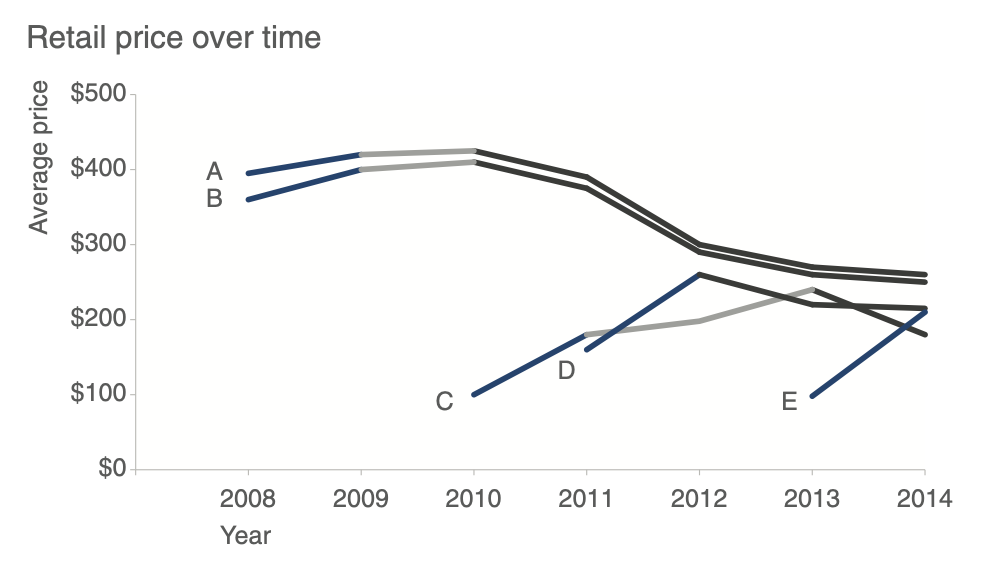 Retail price over time
Average price
$500
$400
$300
$200
$100
$0
A
B
C
D
E
2008 2009 2010 2011 2012 2013 2014
Year